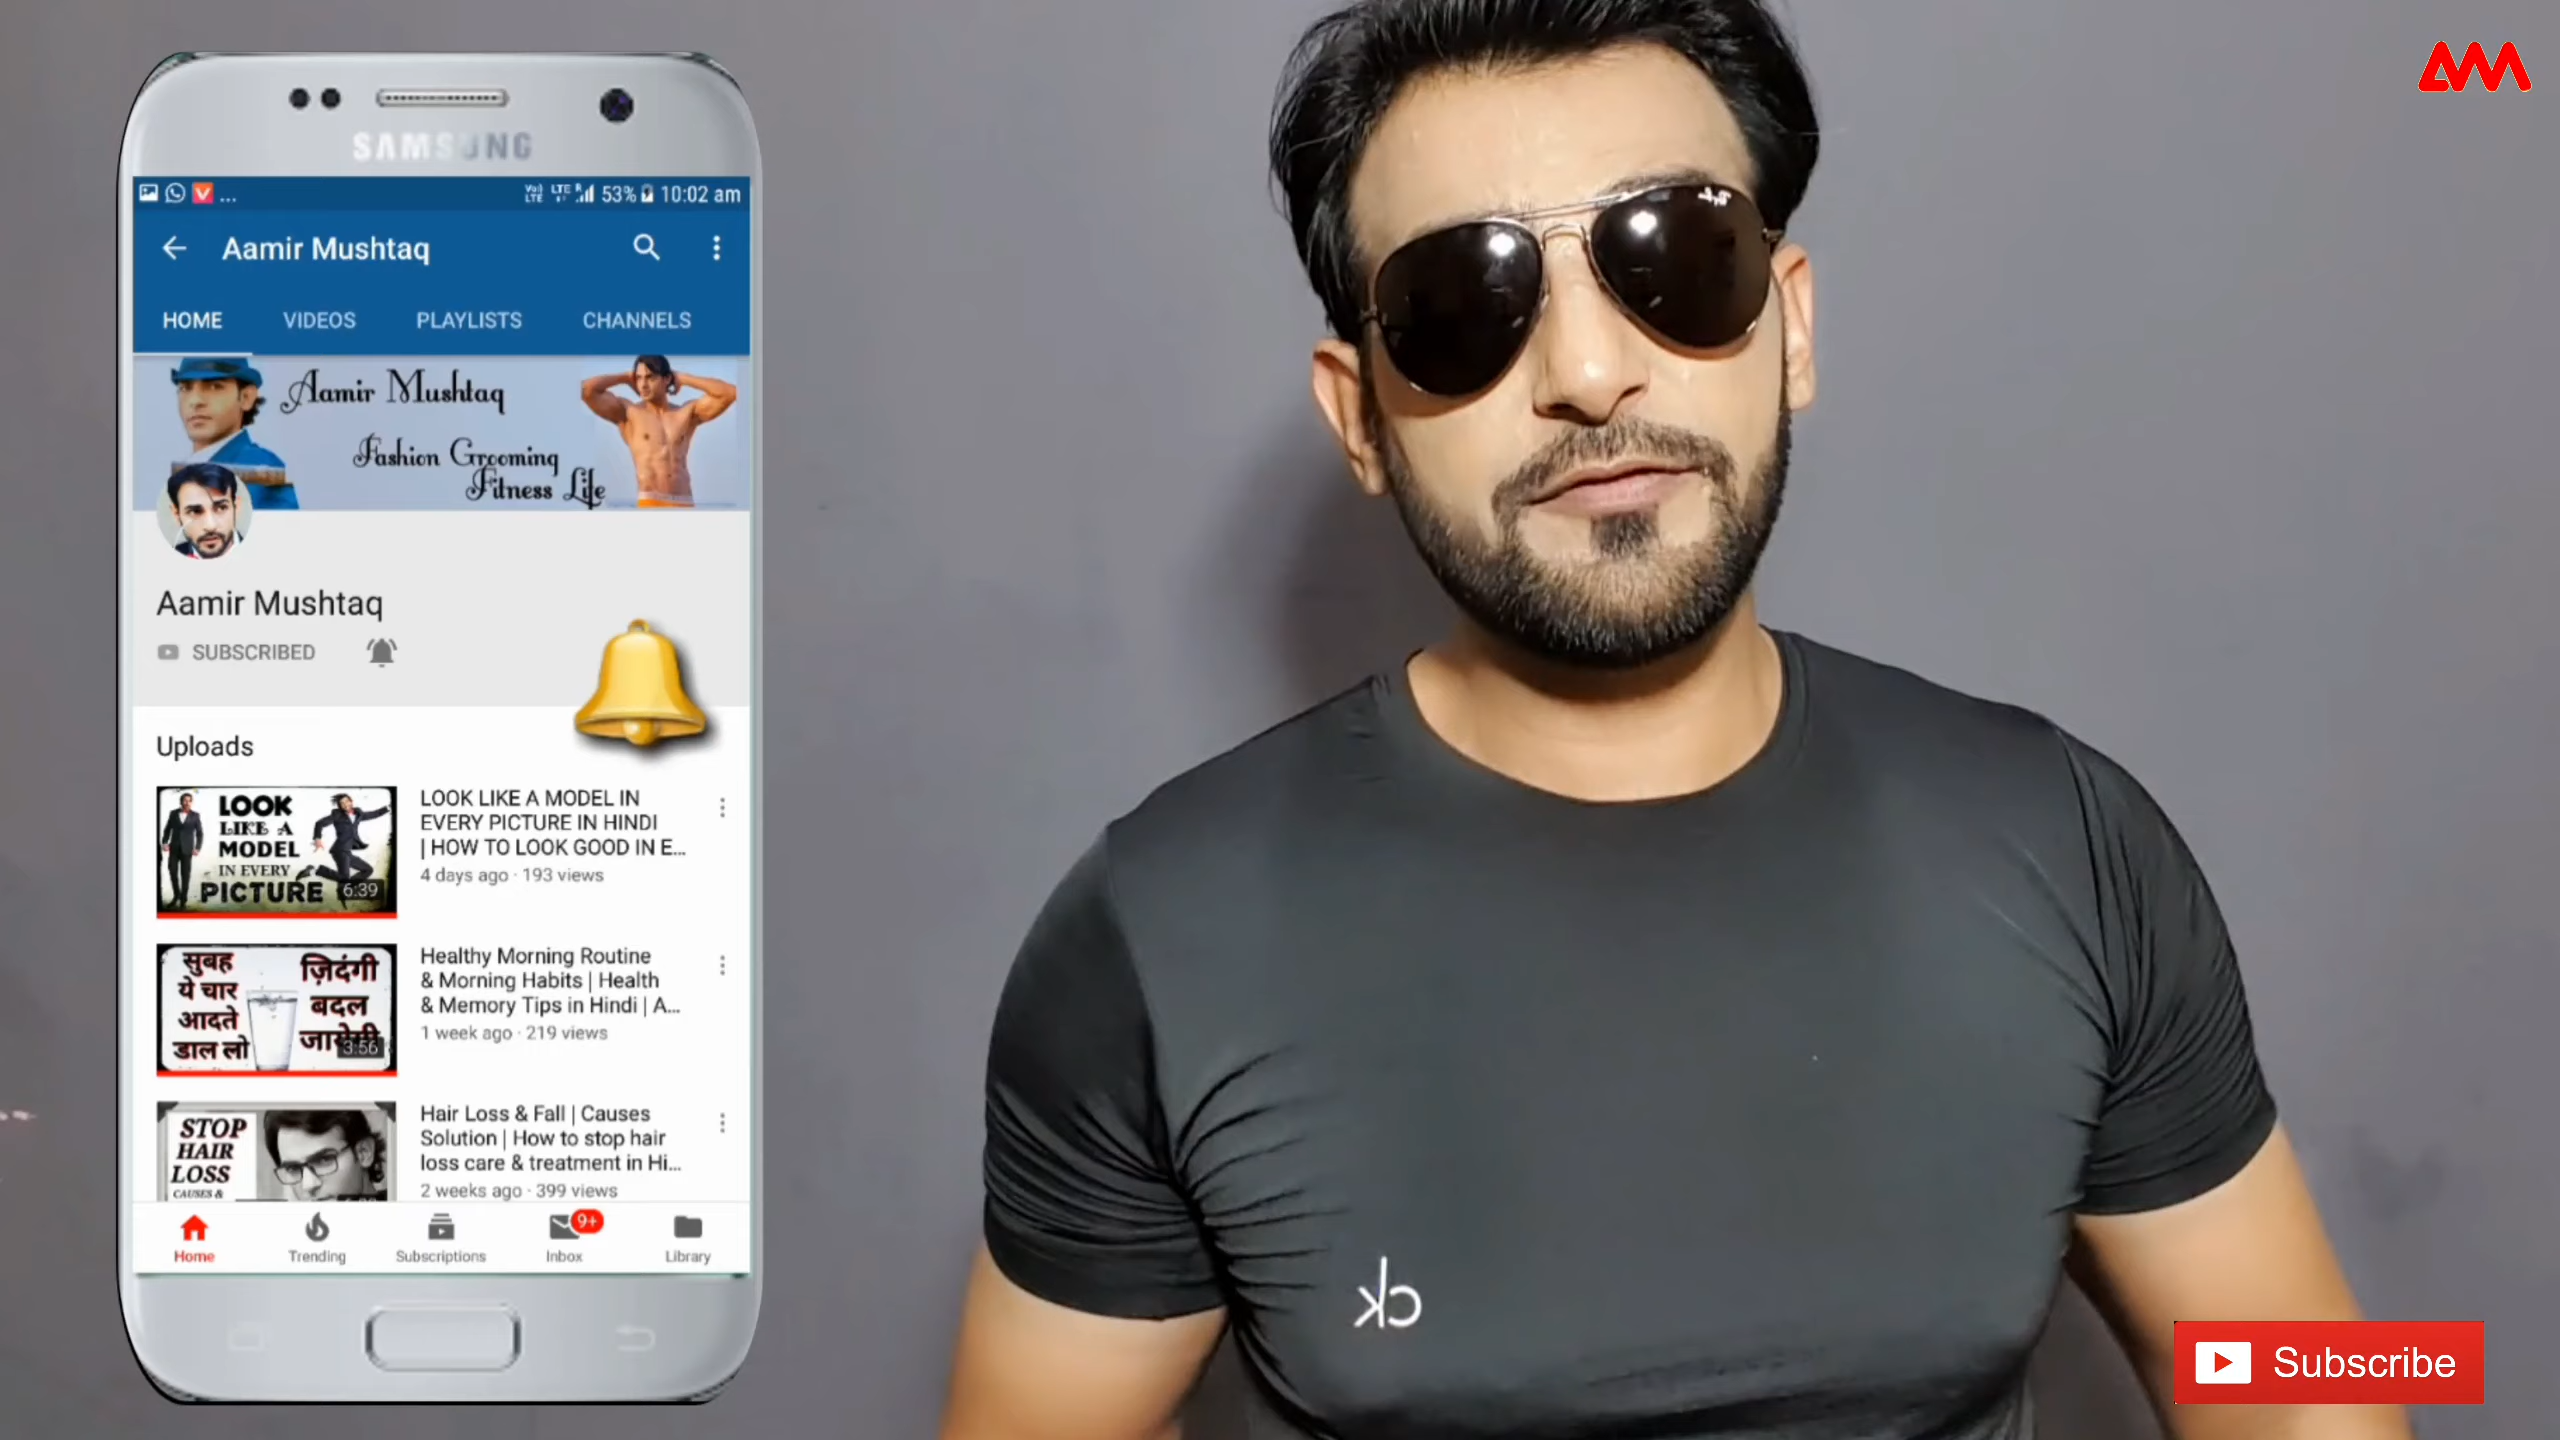 SAMSUNG
53% 10:02 am
Aamir Mushtaq
HOME VIDEOS PLAYLISTS CHANNELS
Aamir Mushtaq
Fashion Grooming
Fitness Life
Aamir Mushtaq
SUBSCRIBED
Uploads
LOOK
LIKE A
MODEL
IN EVERY
PICTURE
6:39
LOOK LIKE A MODEL IN
EVERY PICTURE IN HINDI
| HOW TO LOOK GOOD IN E...
4 days ago · 193 views
सुबह
ये चार
आदते
डाल लो
ज़िदंगी
बदल
जायेगी
3:56
Healthy Morning Routine
& Morning Habits | Health
& Memory Tips in Hindi | A...
1 week ago · 219 views
STOP
HAIR
LOSS
CAUSES &
Hair Loss & Fall | Causes
Solution | How to stop hair
loss care & treatment in Hi...
2 weeks ago · 399 views
Home Trending Subscriptions 9+ Inbox Library
AM
Ray-Ban
ck
Subscribe